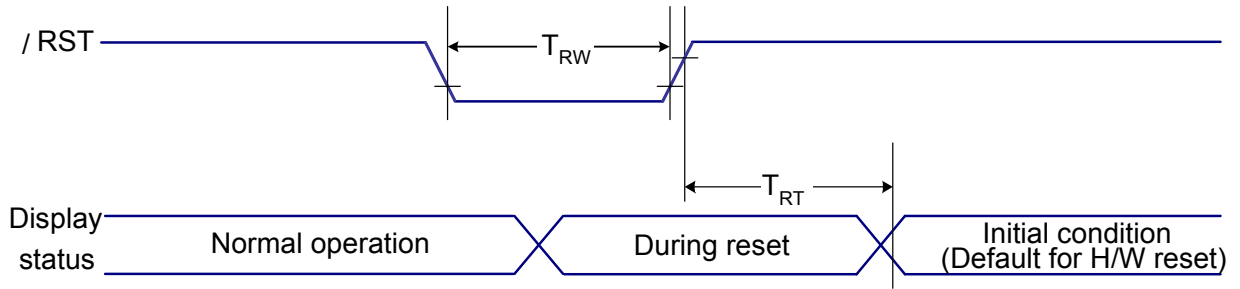 / RST
TRW
TRT
Display
status
Normal operation
During reset
Initial condition
(Default for H/W reset)